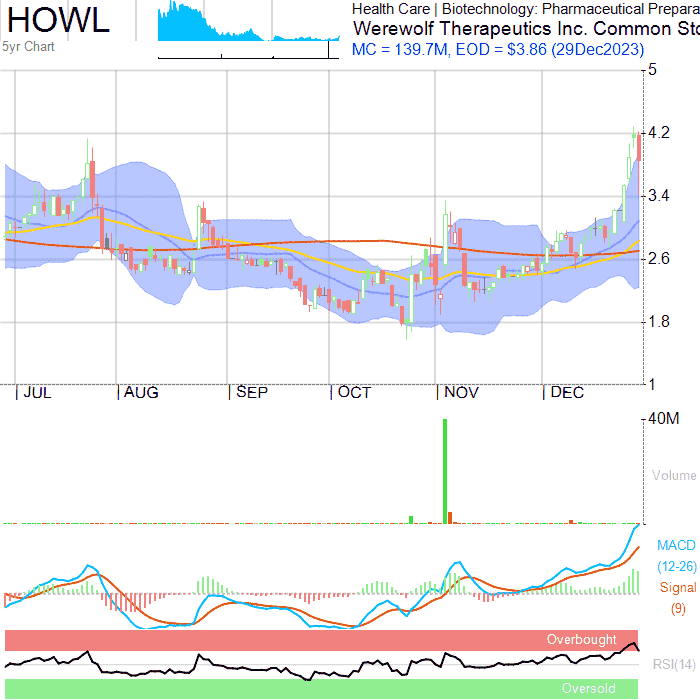 HOWL
5yr Chart
Health Care | Biotechnology: Pharmaceutical Prepara
Werewolf Therapeutics Inc. Common Sto
MC = 139.7M, EOD = $3.86 (29Dec2023)
5
4.2
3.4
2.6
1.8
1
JUL AUG SEP OCT NOV DEC
40M
Volume
MACD
(12-26)
Signal
(9)
Overbought
RSI(14)
Oversold